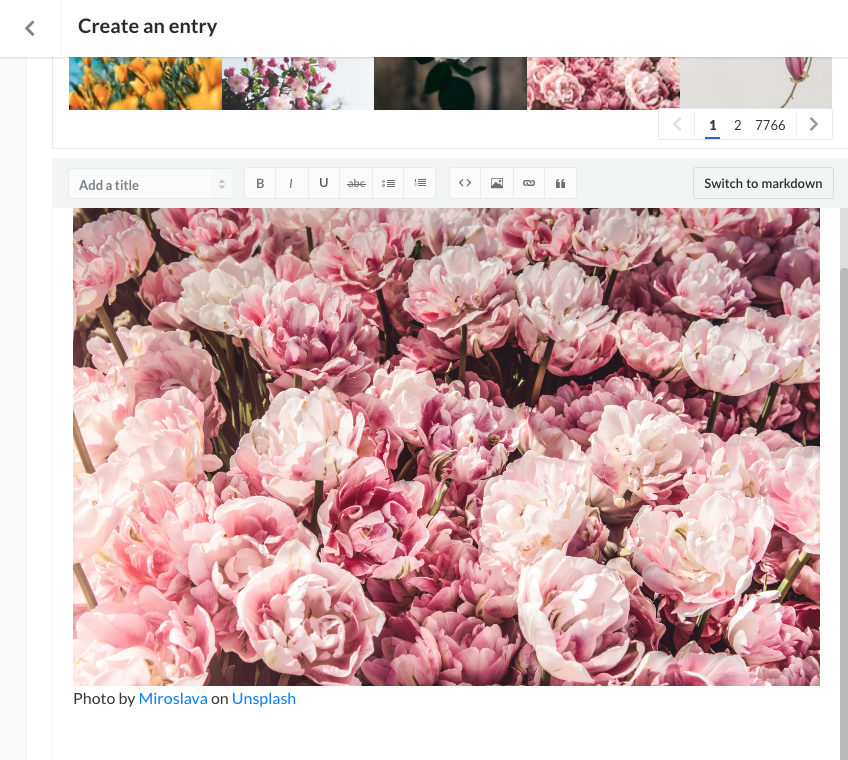 Create an entry
1 2 7766
Add a title
B I U abc
Switch to markdown
Photo by Miroslava on Unsplash